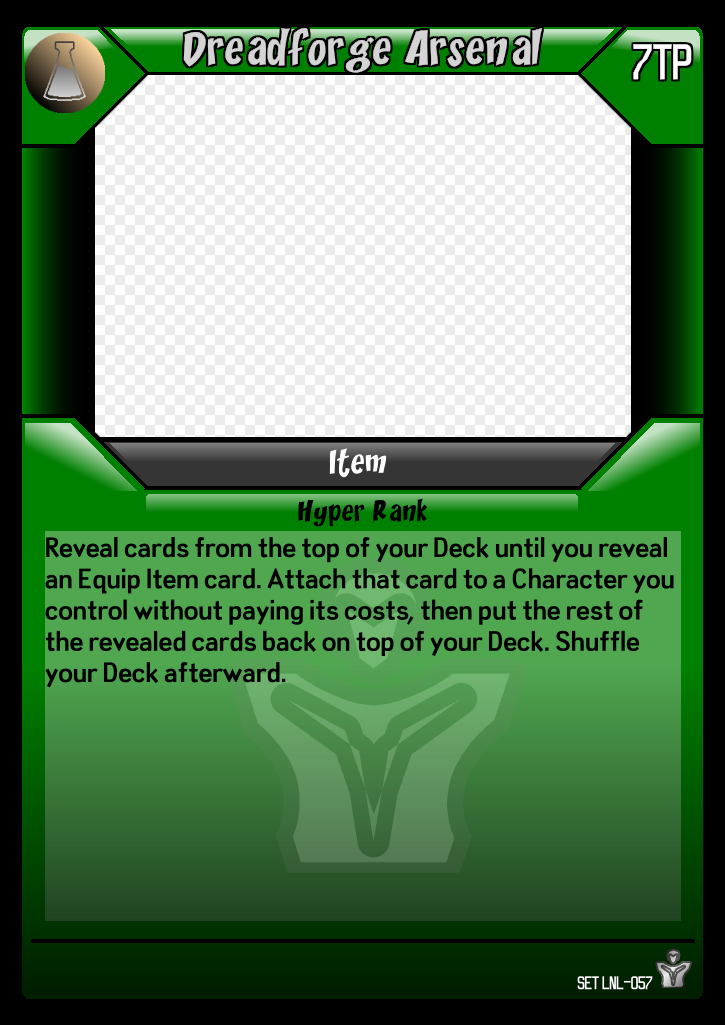 Dreadforge Arsenal
7TP
Item
Hyper Rank
Reveal cards from the top of your Deck until you reveal
an Equip Item card. Attach that card to a Character you
control without paying its costs, then put the rest of
the revealed cards back on top of your Deck. Shuffle
your Deck afterward.
SET LNL-057